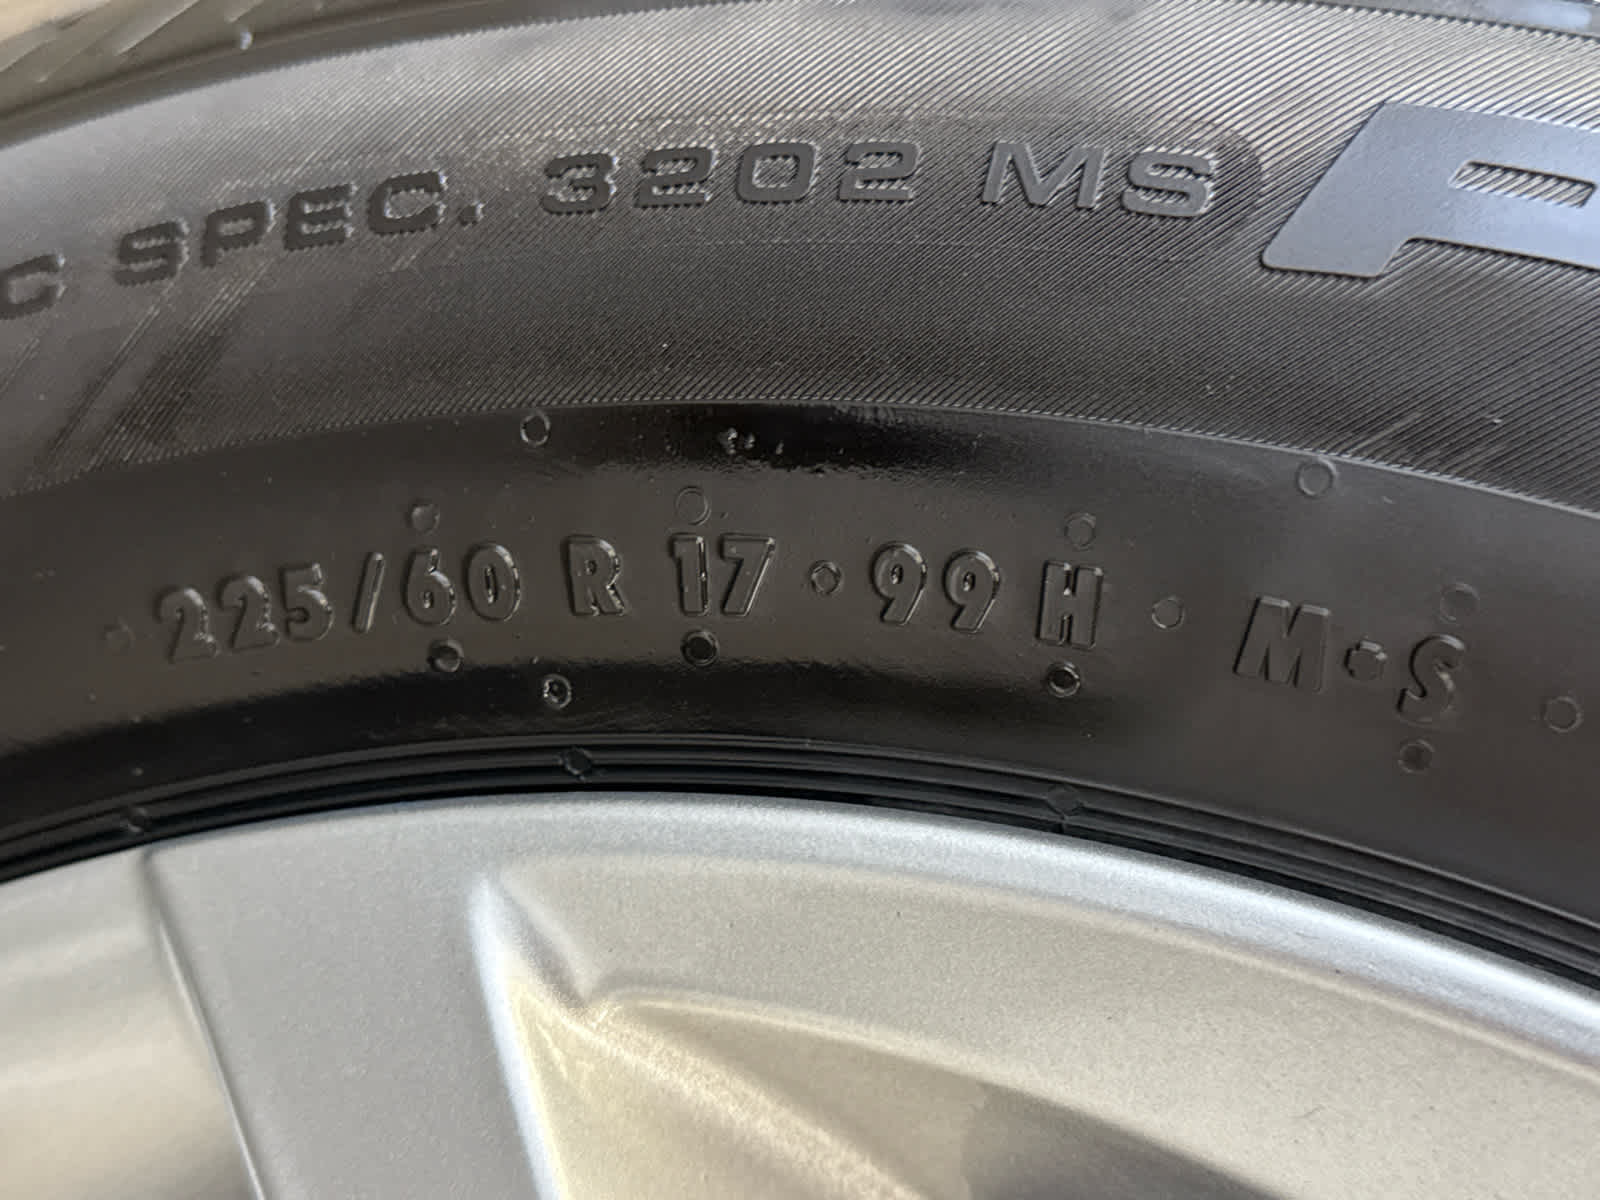 C SPEC. 3202 MS P
225/60 R 17 • 99 H M+S